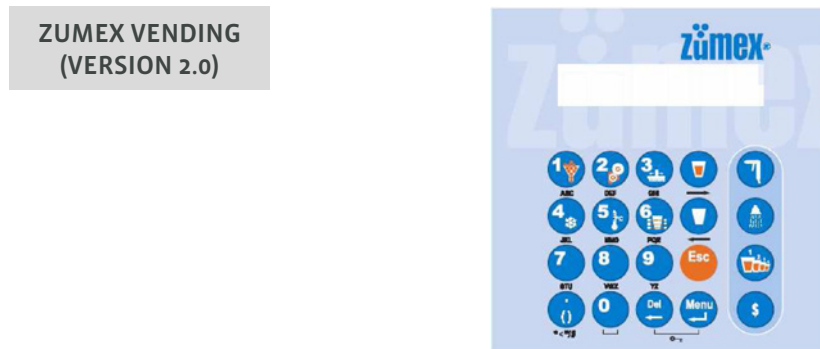 ZUMEX VENDING
(VERSION 2.0)
zümex®
1 2 3
ABC DEF GHI
4 5 6
JKL MNO PQR
7 8 9 Esc
STU VWX YZ
0 Del Menu $